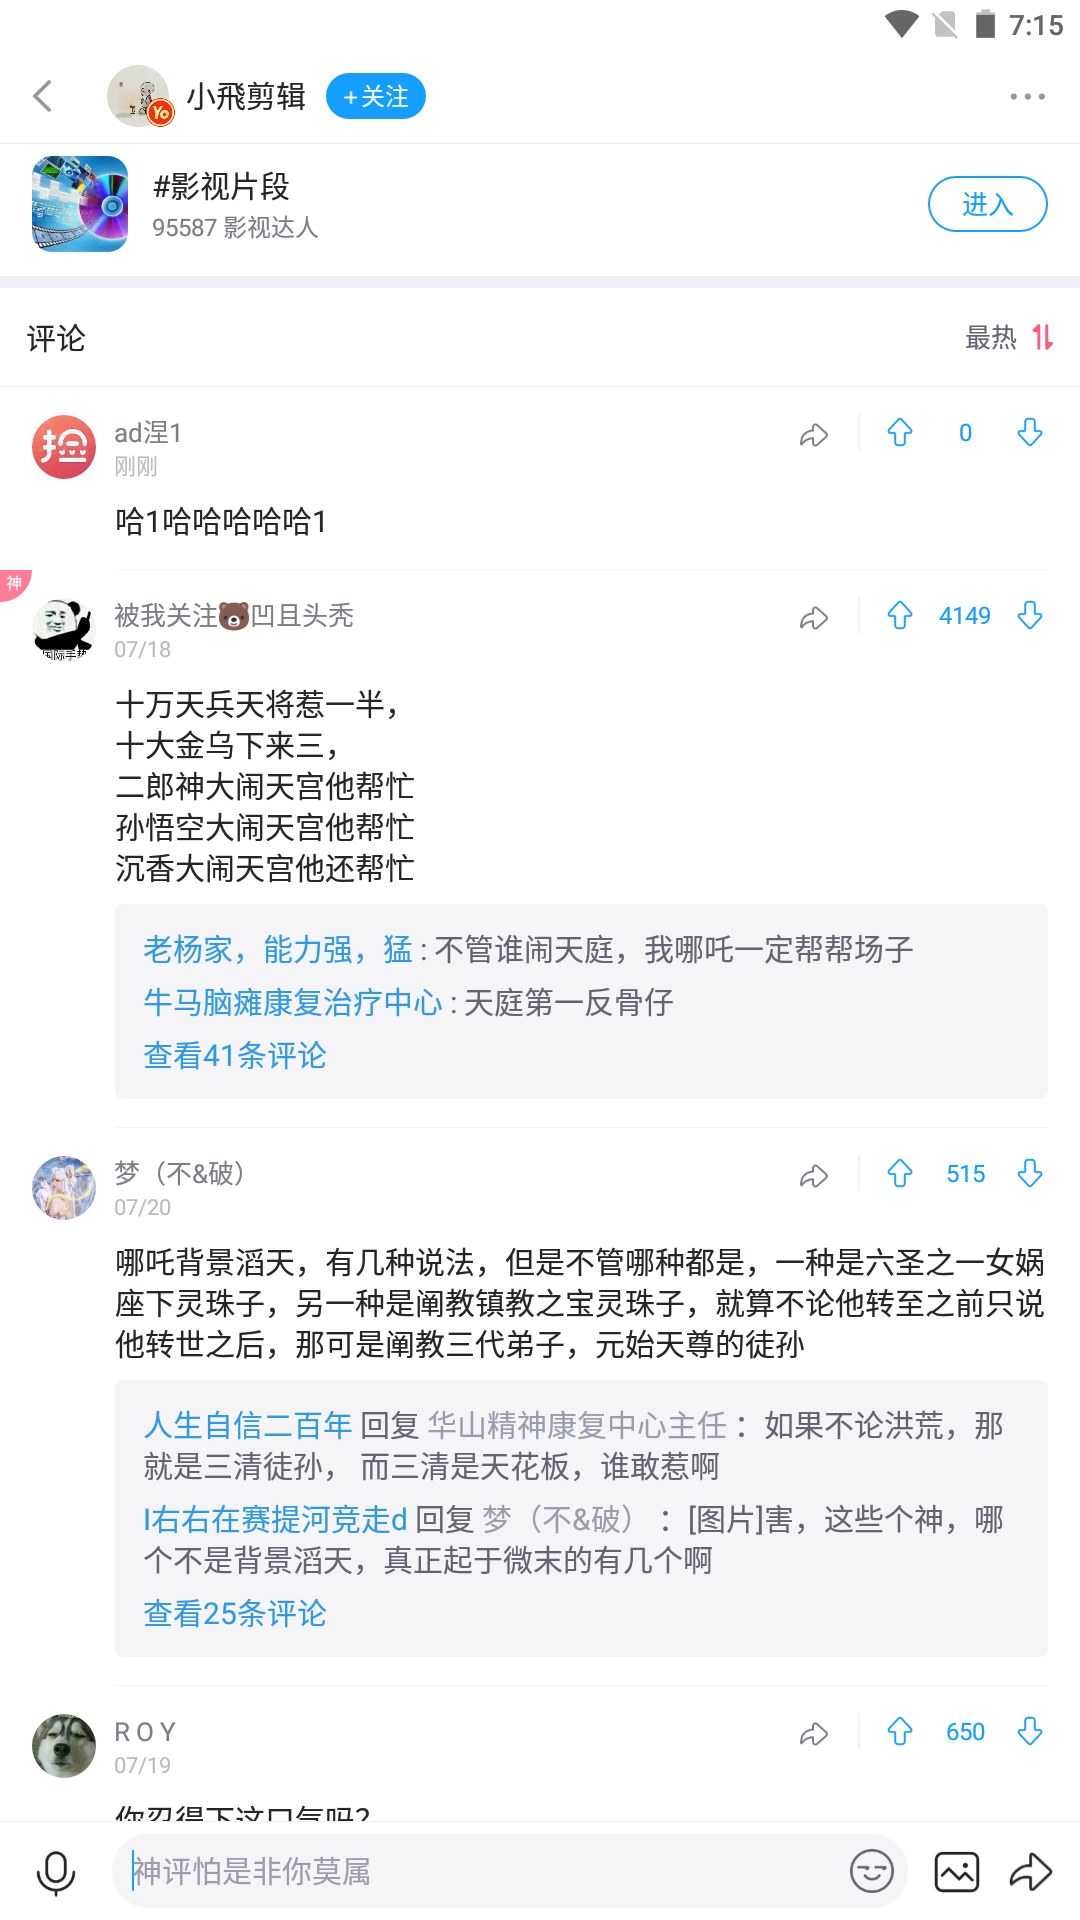 7:15
小飛剪辑
+关注
#影视片段
95587 影视达人
进入
评论
最热
ad涅1
0
刚刚
哈1哈哈哈哈哈1
神
被我关注🐻凹且头秃
4149
07/18
十万天兵天将惹一半，
十大金乌下来三，
二郎神大闹天宫他帮忙
孙悟空大闹天宫他帮忙
沉香大闹天宫他还帮忙
老杨家，能力强，猛 : 不管谁闹天庭，我哪吒一定帮帮场子
牛马脑瘫康复治疗中心 : 天庭第一反骨仔
查看41条评论
梦（不&破）
515
07/20
哪吒背景滔天，有几种说法，但是不管哪种都是，一种是六圣之一女娲
座下灵珠子，另一种是阐教镇教之宝灵珠子，就算不论他转至之前只说
他转世之后，那可是阐教三代弟子，元始天尊的徒孙
人生自信二百年 回复 华山精神康复中心主任 ：如果不论洪荒，那
就是三清徒孙， 而三清是天花板，谁敢惹啊
I右右在赛提河竞走d 回复 梦（不&破） ：[图片]害，这些个神，哪
个不是背景滔天，真正起于微末的有几个啊
查看25条评论
R O Y
650
07/19
你忍得下这口气吗?
神评怕是非你莫属